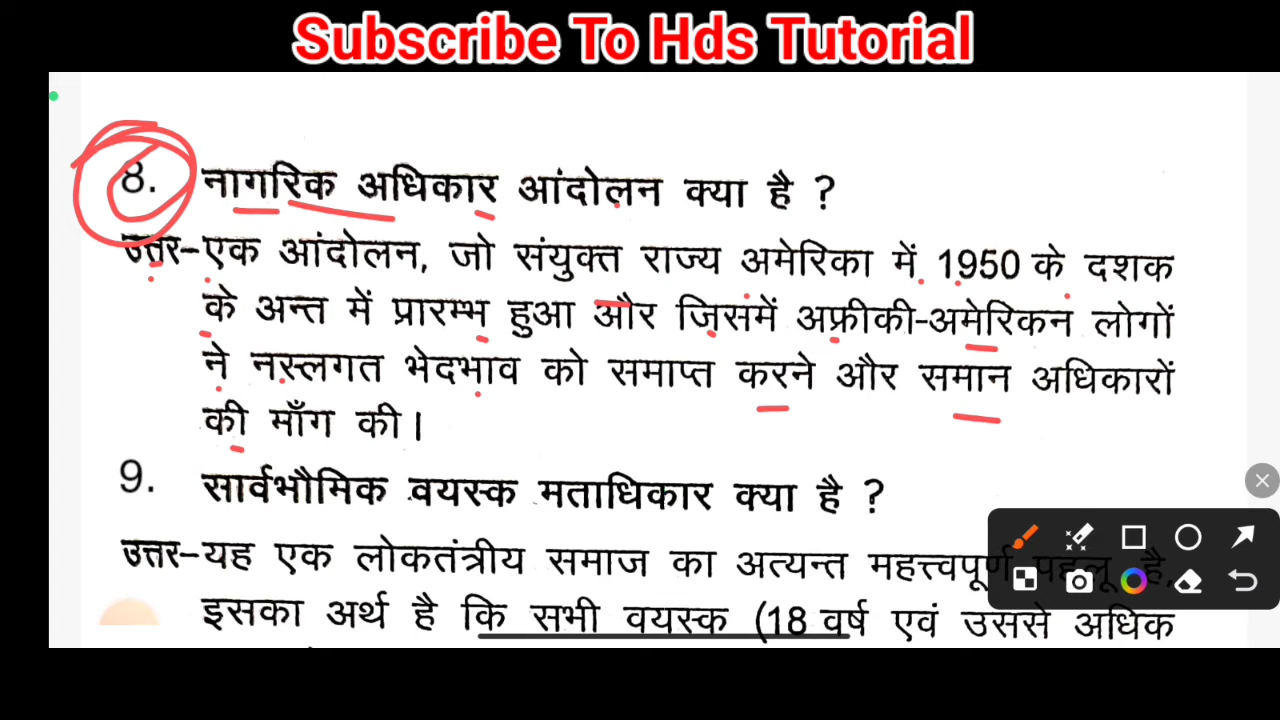 Subscribe To Hds Tutorial
8. नागरिक अधिकार आंदोलन क्या है ?
उत्तर–एक आंदोलन, जो संयुक्त राज्य अमेरिका में 1950 के दशक
के अन्त में प्रारम्भ हुआ और जिसमें अफ्रीकी-अमेरिकन लोगों
ने नस्लगत भेदभाव को समाप्त करने और समान अधिकारों
की माँग की।
9. सार्वभौमिक वयस्क मताधिकार क्या है ?
उत्तर–यह एक लोकतंत्रीय समाज का अत्यन्त महत्त्वपूर्ण पहलू है,
इसका अर्थ है कि सभी वयस्क (18 वर्ष एवं उससे अधिक